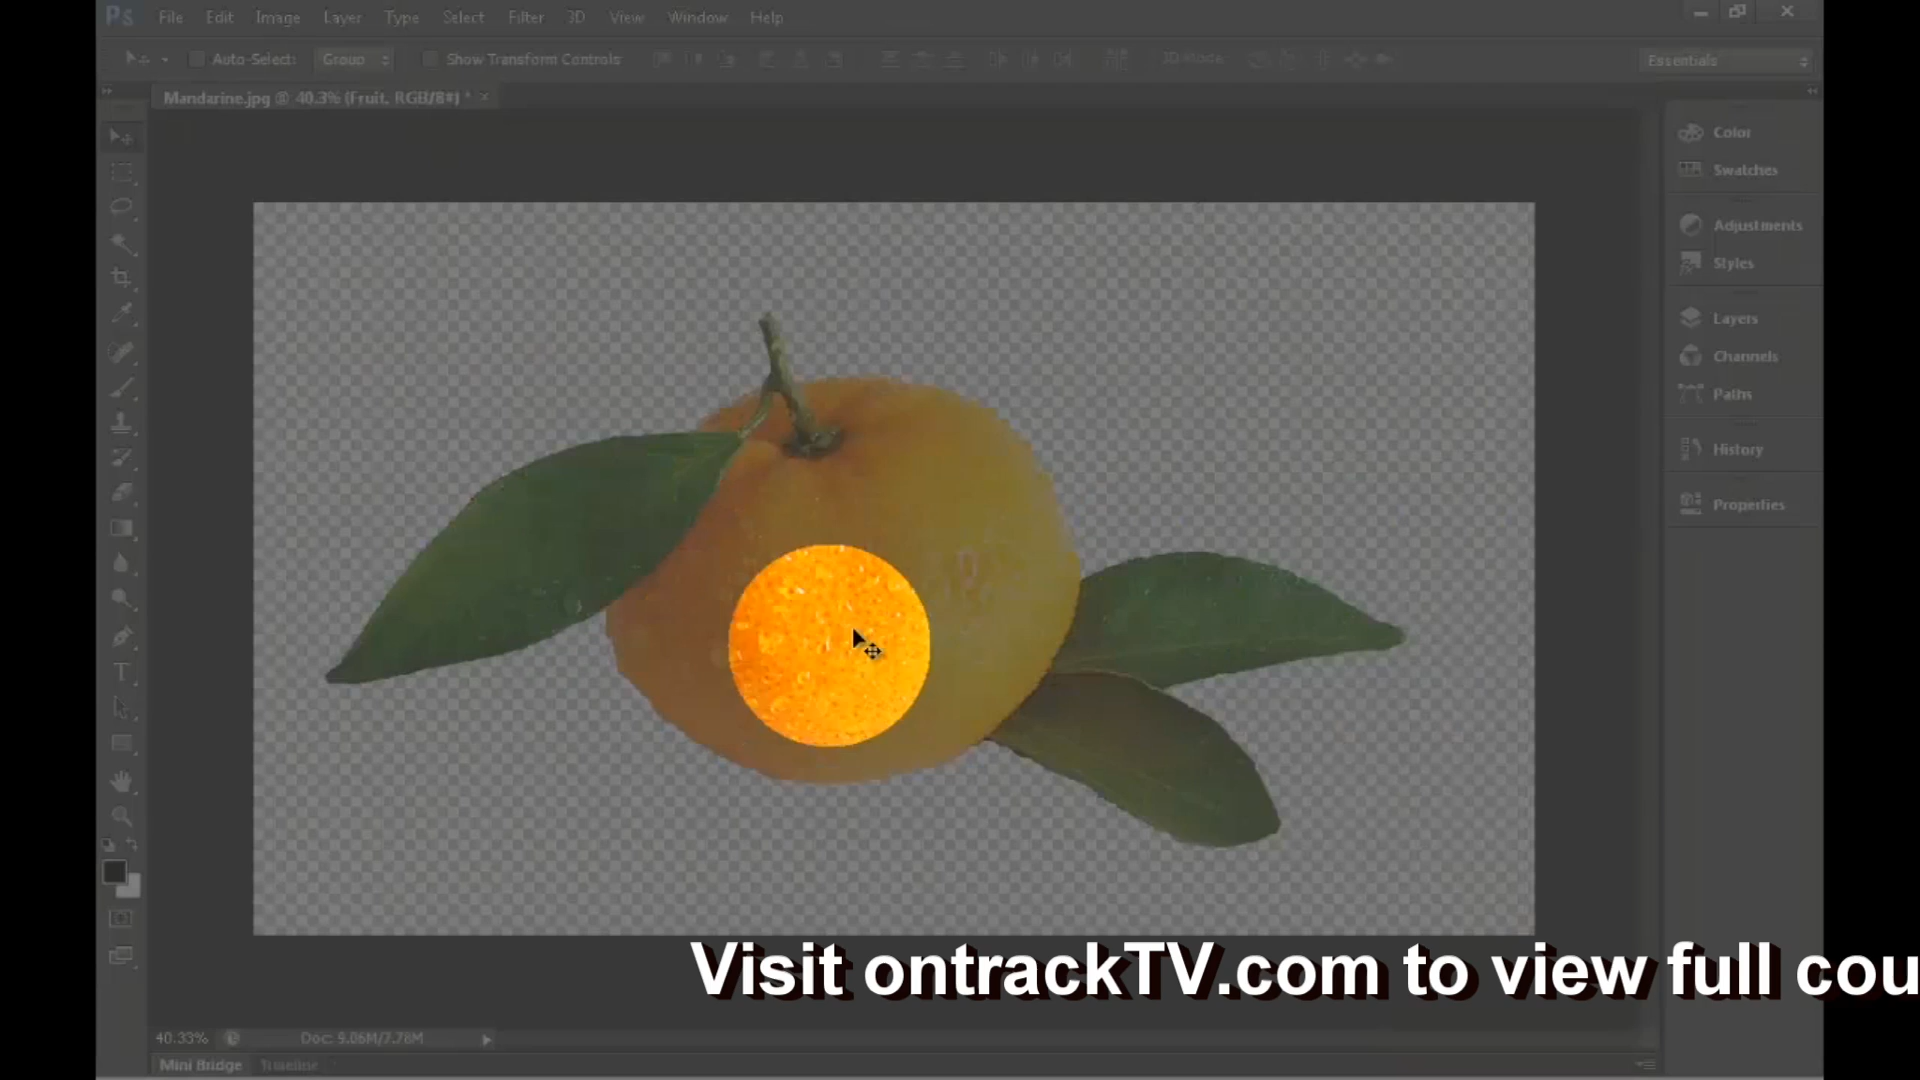 Ps File Edit Image Layer Type Select Filter 3D View Window Help
Auto-Select: Group Show Transform Controls 3D Mode: Essentials
Mandarine.jpg @ 40.3% (Fruit, RGB/8#) * ×
Color
Swatches
Adjustments
Styles
Layers
Channels
Paths
History
Properties
Visit ontrackTV.com to view full cou
40.33% Doc: 9.06M/7.78M
Mini Bridge Timeline